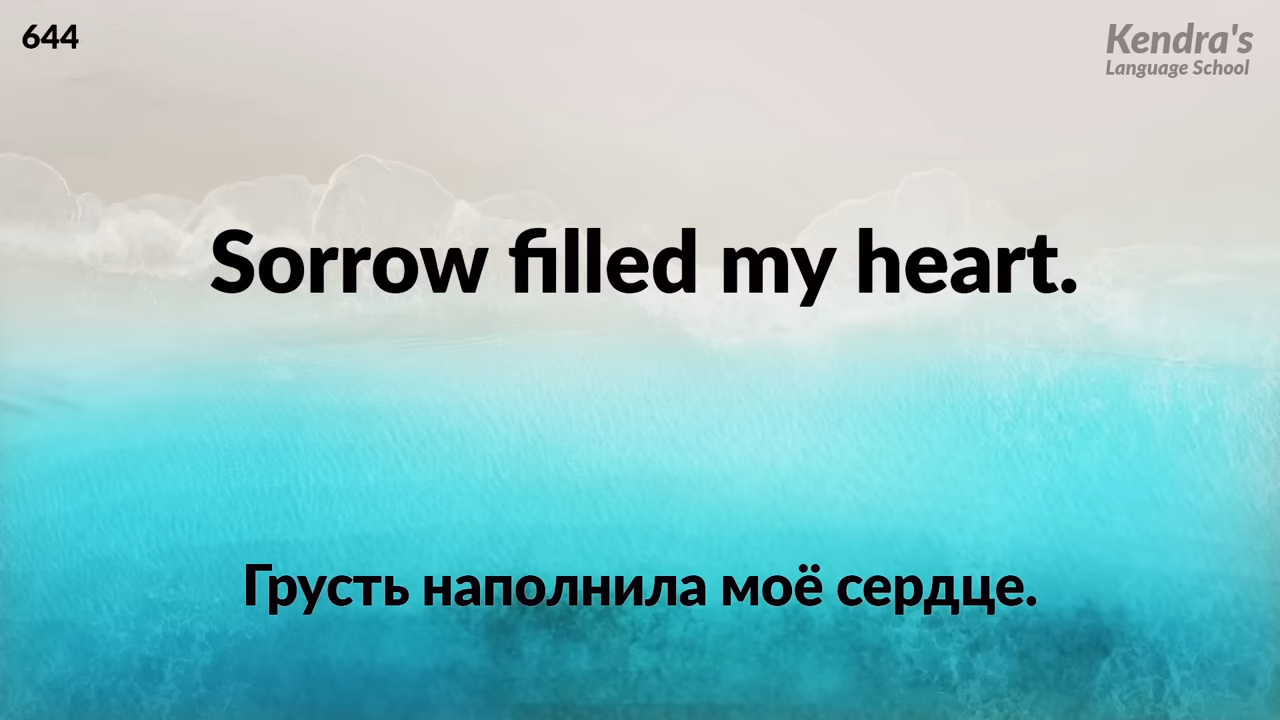 644
Kendra's
Language School
Sorrow filled my heart.
Грусть наполнила моё сердце.